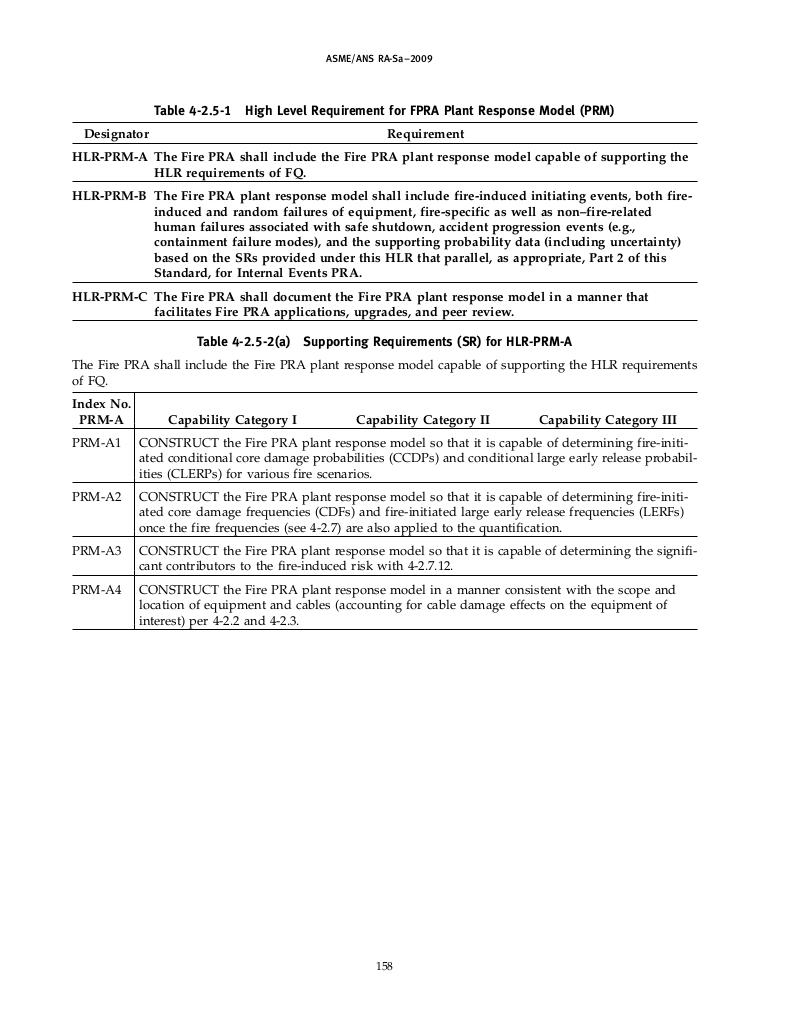 ASME/ANS RA-Sa–2009
Table 4-2.5-1 High Level Requirement for FPRA Plant Response Model (PRM)
Designator Requirement
HLR-PRM-A The Fire PRA shall include the Fire PRA plant response model capable of supporting the
HLR requirements of FQ.
HLR-PRM-B The Fire PRA plant response model shall include fire-induced initiating events, both fire-
induced and random failures of equipment, fire-specific as well as non–fire-related
human failures associated with safe shutdown, accident progression events (e.g.,
containment failure modes), and the supporting probability data (including uncertainty)
based on the SRs provided under this HLR that parallel, as appropriate, Part 2 of this
Standard, for Internal Events PRA.
HLR-PRM-C The Fire PRA shall document the Fire PRA plant response model in a manner that
facilitates Fire PRA applications, upgrades, and peer review.
Table 4-2.5-2(a) Supporting Requirements (SR) for HLR-PRM-A
The Fire PRA shall include the Fire PRA plant response model capable of supporting the HLR requirements
of FQ.
Index No.
PRM-A Capability Category I Capability Category II Capability Category III
PRM-A1 CONSTRUCT the Fire PRA plant response model so that it is capable of determining fire-initi-
ated conditional core damage probabilities (CCDPs) and conditional large early release probabil-
ities (CLERPs) for various fire scenarios.
PRM-A2 CONSTRUCT the Fire PRA plant response model so that it is capable of determining fire-initi-
ated core damage frequencies (CDFs) and fire-initiated large early release frequencies (LERFs)
once the fire frequencies (see 4-2.7) are also applied to the quantification.
PRM-A3 CONSTRUCT the Fire PRA plant response model so that it is capable of determining the signifi-
cant contributors to the fire-induced risk with 4-2.7.12.
PRM-A4 CONSTRUCT the Fire PRA plant response model in a manner consistent with the scope and
location of equipment and cables (accounting for cable damage effects on the equipment of
interest) per 4-2.2 and 4-2.3.
158